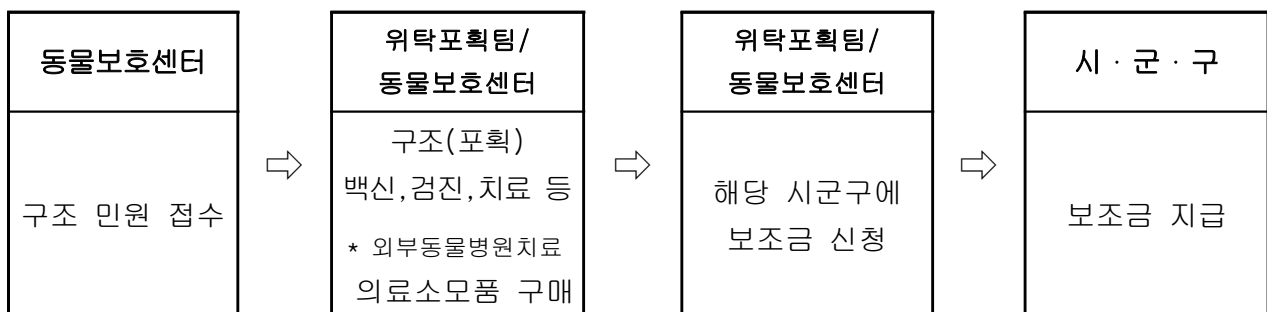 동물보호센터
구조 민원 접수
⇨
위탁포획팀/
동물보호센터
구조(포획)
백신,검진,치료 등
* 외부동물병원치료
의료소모품 구매
⇨
위탁포획팀/
동물보호센터
해당 시군구에
보조금 신청
⇨
시·군·구
보조금 지급